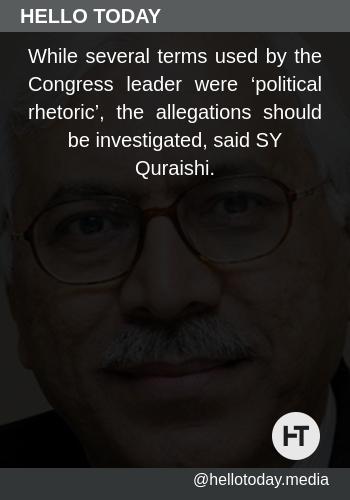 HELLO TODAY
While several terms used by the
Congress leader were ‘political
rhetoric’, the allegations should
be investigated, said SY
Quraishi.
HT
@hellotoday.media